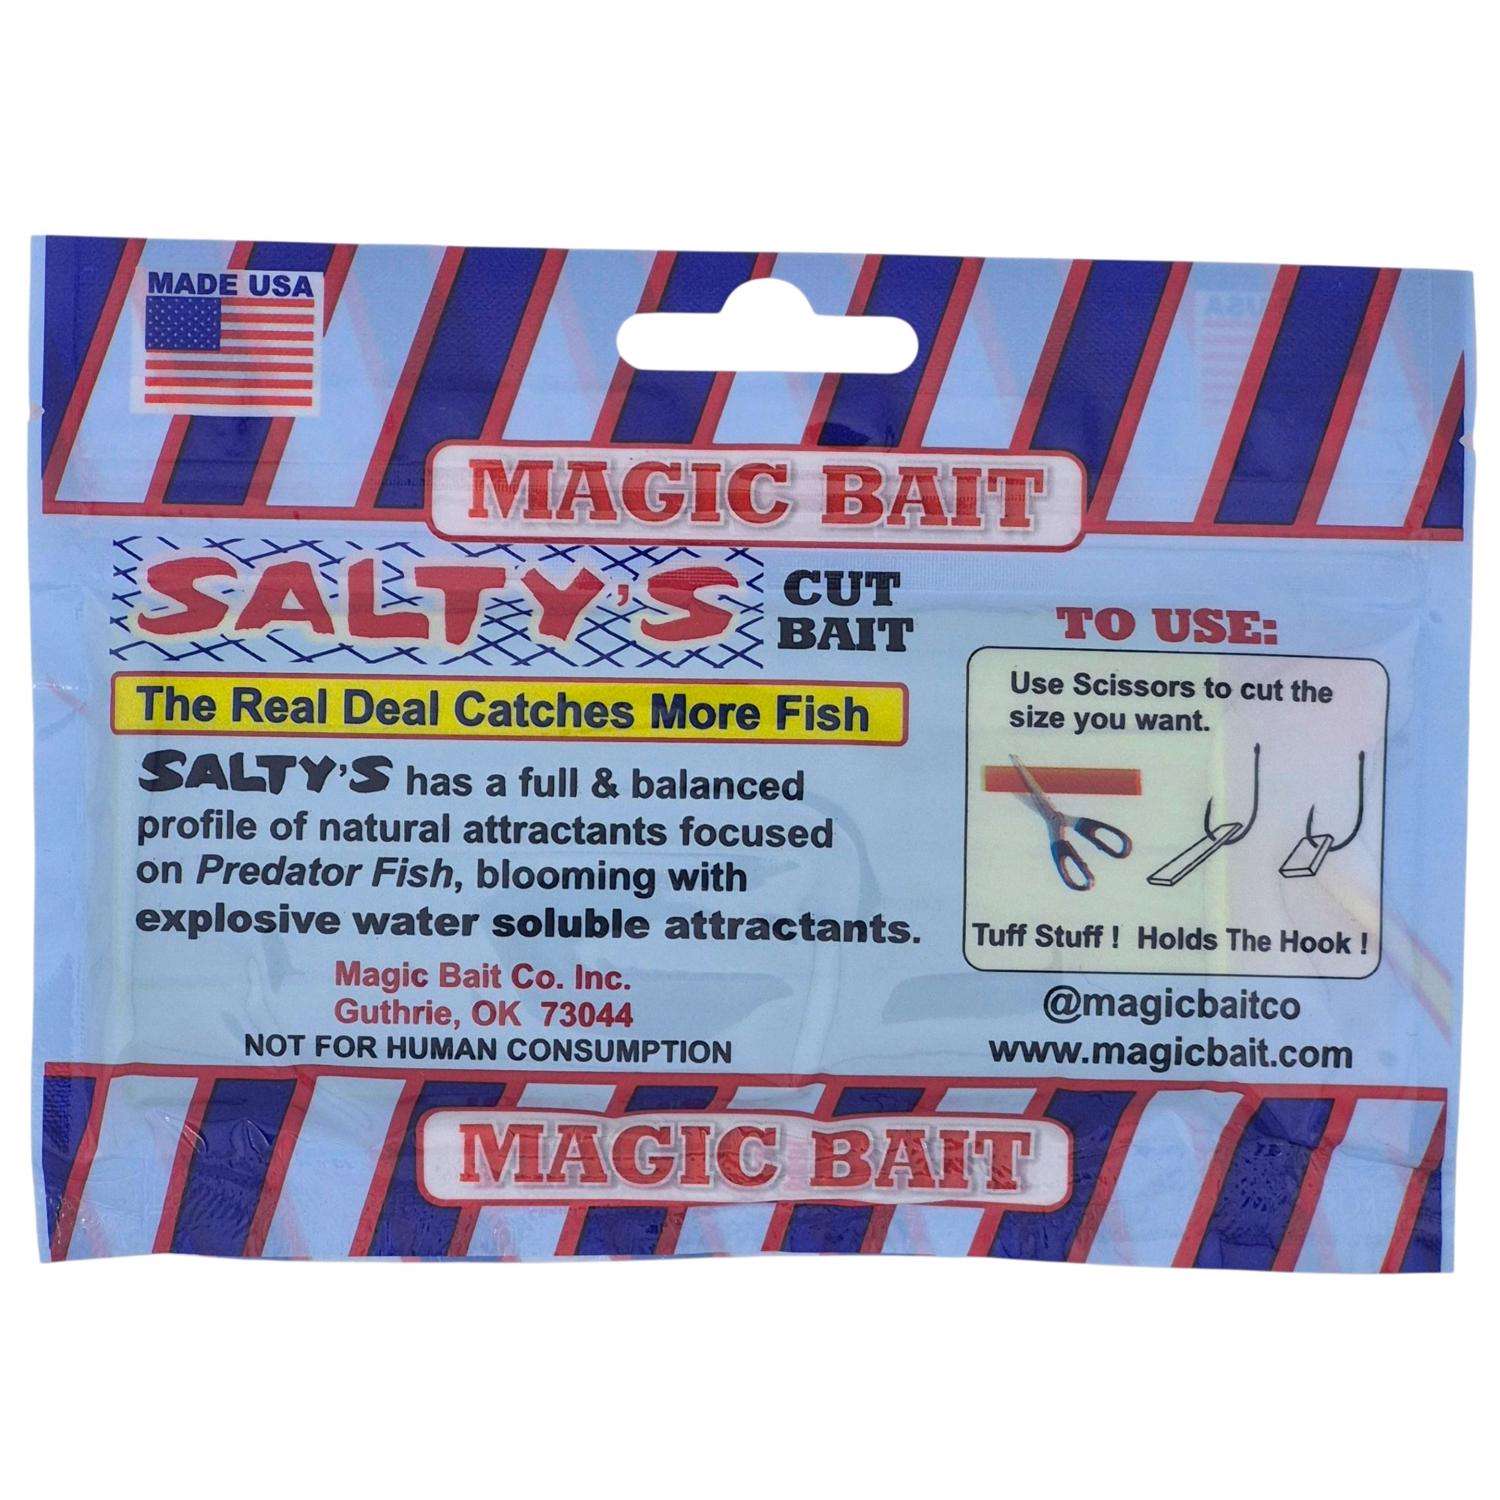 MADE USA
MAGIC BAIT
SALTY'S CUT
BAIT
The Real Deal Catches More Fish
SALTY'S has a full & balanced
profile of natural attractants focused
on Predator Fish, blooming with
explosive water soluble attractants.
Magic Bait Co. Inc.
Guthrie, OK 73044
NOT FOR HUMAN CONSUMPTION
TO USE:
Use Scissors to cut the
size you want.
Tuff Stuff ! Holds The Hook !
@magicbaitco
www.magicbait.com
MAGIC BAIT